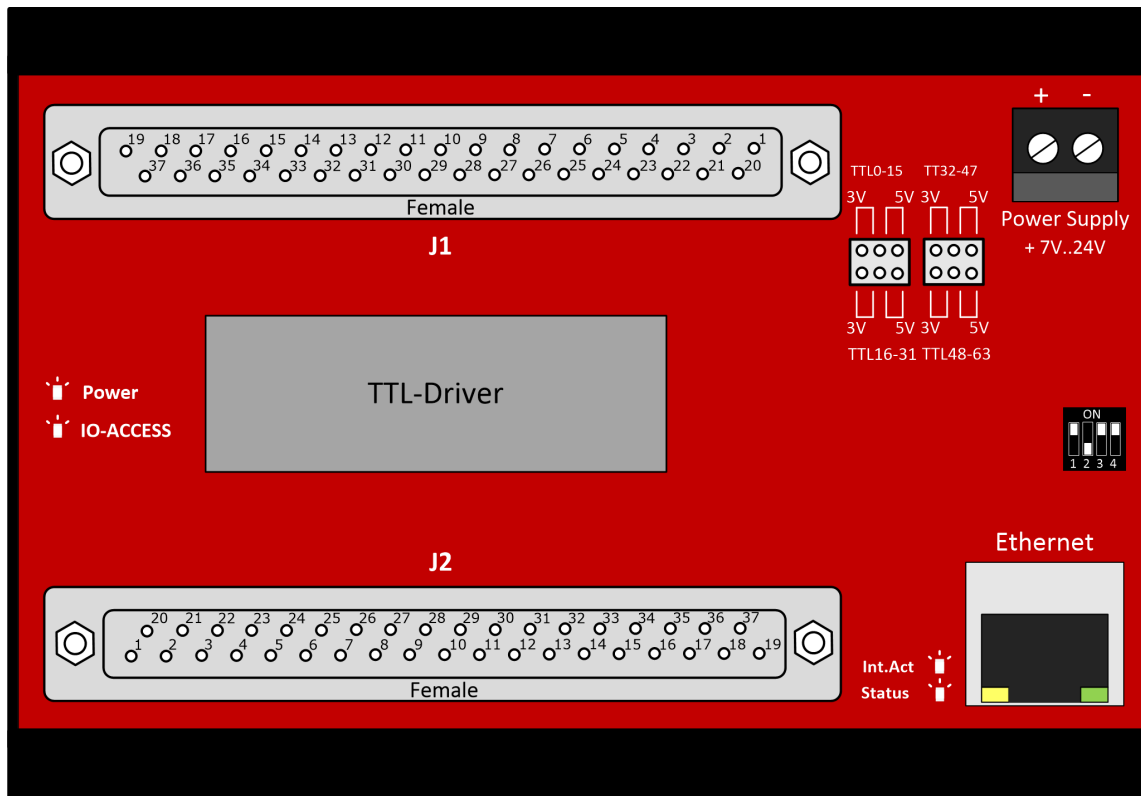 + -
19 18 17 16 15 14 13 12 11 10 9 8 7 6 5 4 3 2 1
37 36 35 34 33 32 31 30 29 28 27 26 25 24 23 22 21 20
Female
J1
TTL0-15 TT32-47
3V 5V 3V 5V
3V 5V 3V 5V
TTL16-31 TTL48-63
Power Supply
+ 7V..24V
TTL-Driver
Power
IO-ACCESS
ON
1 2 3 4
Ethernet
J2
20 21 22 23 24 25 26 27 28 29 30 31 32 33 34 35 36 37
1 2 3 4 5 6 7 8 9 10 11 12 13 14 15 16 17 18 19
Female
Int.Act
Status